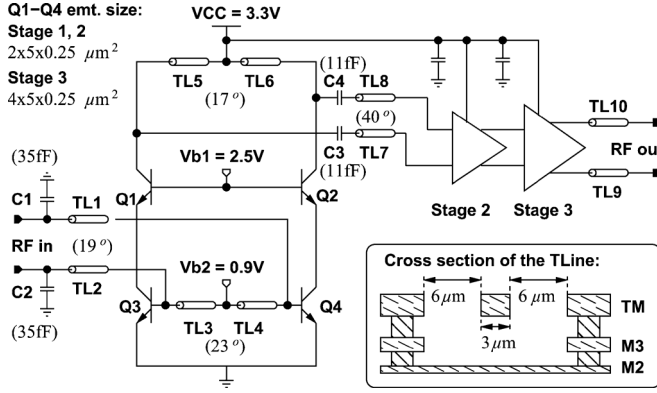 Q1−Q4 emt. size:
Stage 1, 2
2x5x0.25 μm²
Stage 3
4x5x0.25 μm²
VCC = 3.3V
TL5 TL6
(17°)
(11fF)
C4 TL8
(40°)
C3 TL7
(11fF)
TL10
RF ou
TL9
Stage 2 Stage 3
(35fF)
C1 TL1
RF in (19°)
C2 TL2
(35fF)
Vb1 = 2.5V
Q1 Q2
Vb2 = 0.9V
Q3 Q4
TL3 TL4
(23°)
Cross section of the TLine:
6μm 6 μm
TM
3μm
M3
M2